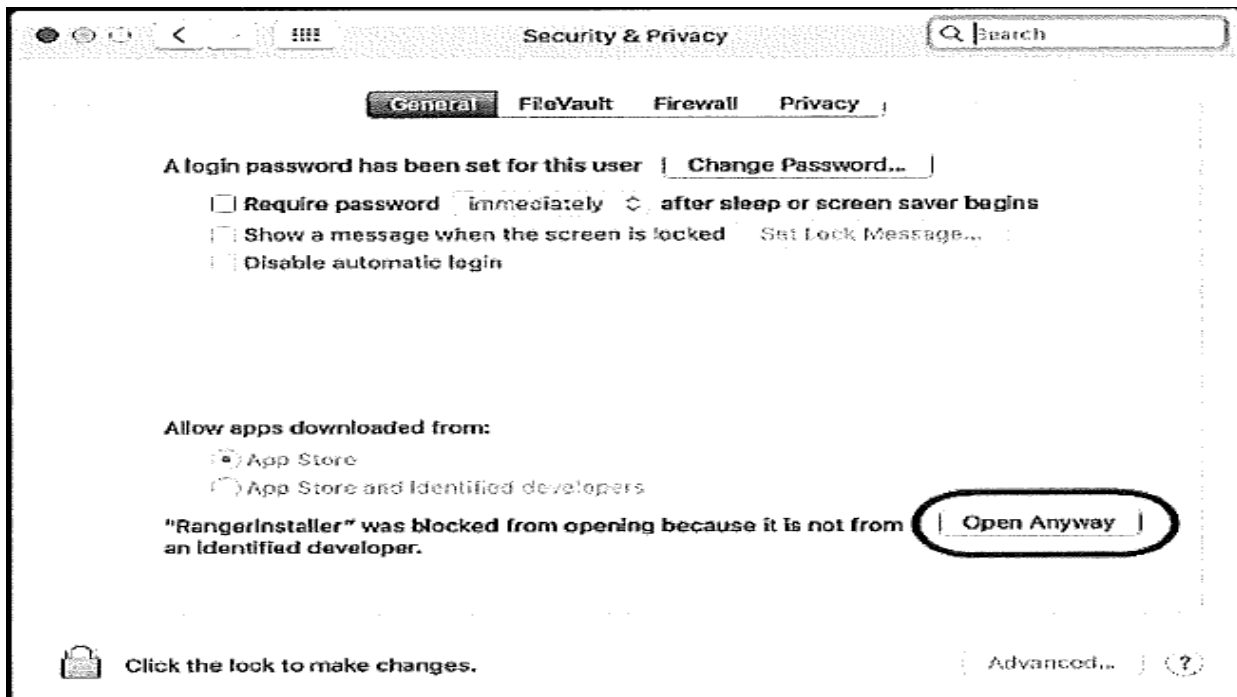 Security & Privacy
Search
General FileVault Firewall Privacy
A login password has been set for this user Change Password...
Require password immediately after sleep or screen saver begins
Show a message when the screen is locked Set Lock Message...
Disable automatic login
Allow apps downloaded from:
App Store
App Store and identified developers
"RangerInstaller" was blocked from opening because it is not from Open Anyway
an identified developer.
Click the lock to make changes.
Advanced... ?